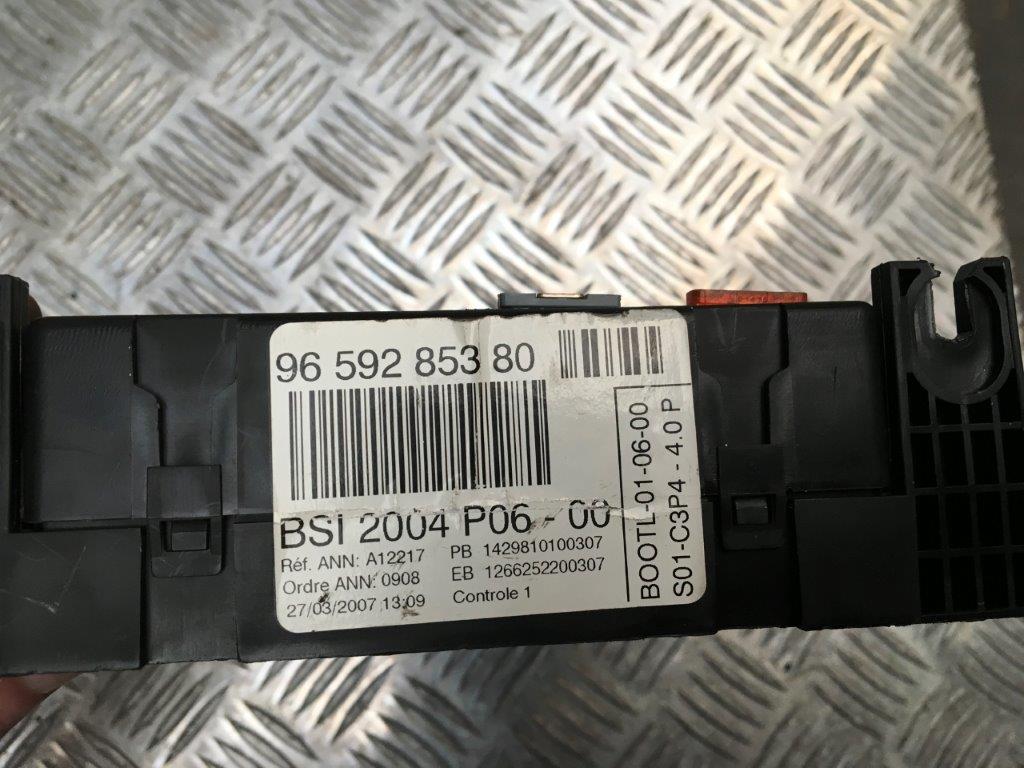 96 592 853 80
BSI 2004 P06 - 00
Réf. ANN: A12217
Ordre ANN: 0908
27/03/2007 13:09
PB 1429810100307
EB 1266252200307
Controle 1
BOOTL-01-06-00
S01-C3P4 - 4.0 P